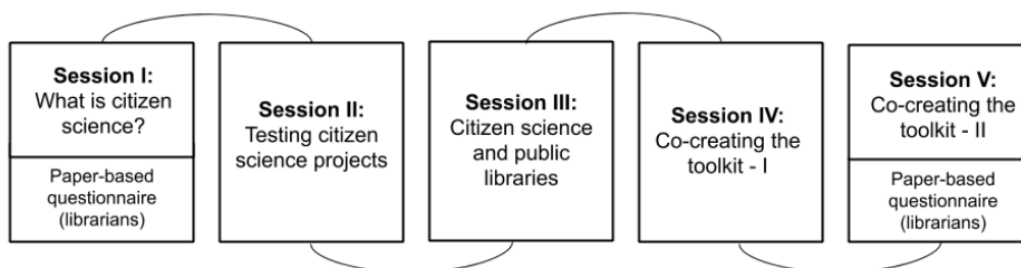 Session I:
What is citizen
science?
Paper-based
questionnaire
(librarians)
Session II:
Testing citizen
science projects
Session III:
Citizen science
and public
libraries
Session IV:
Co-creating the
toolkit - I
Session V:
Co-creating the
toolkit - II
Paper-based
questionnaire
(librarians)